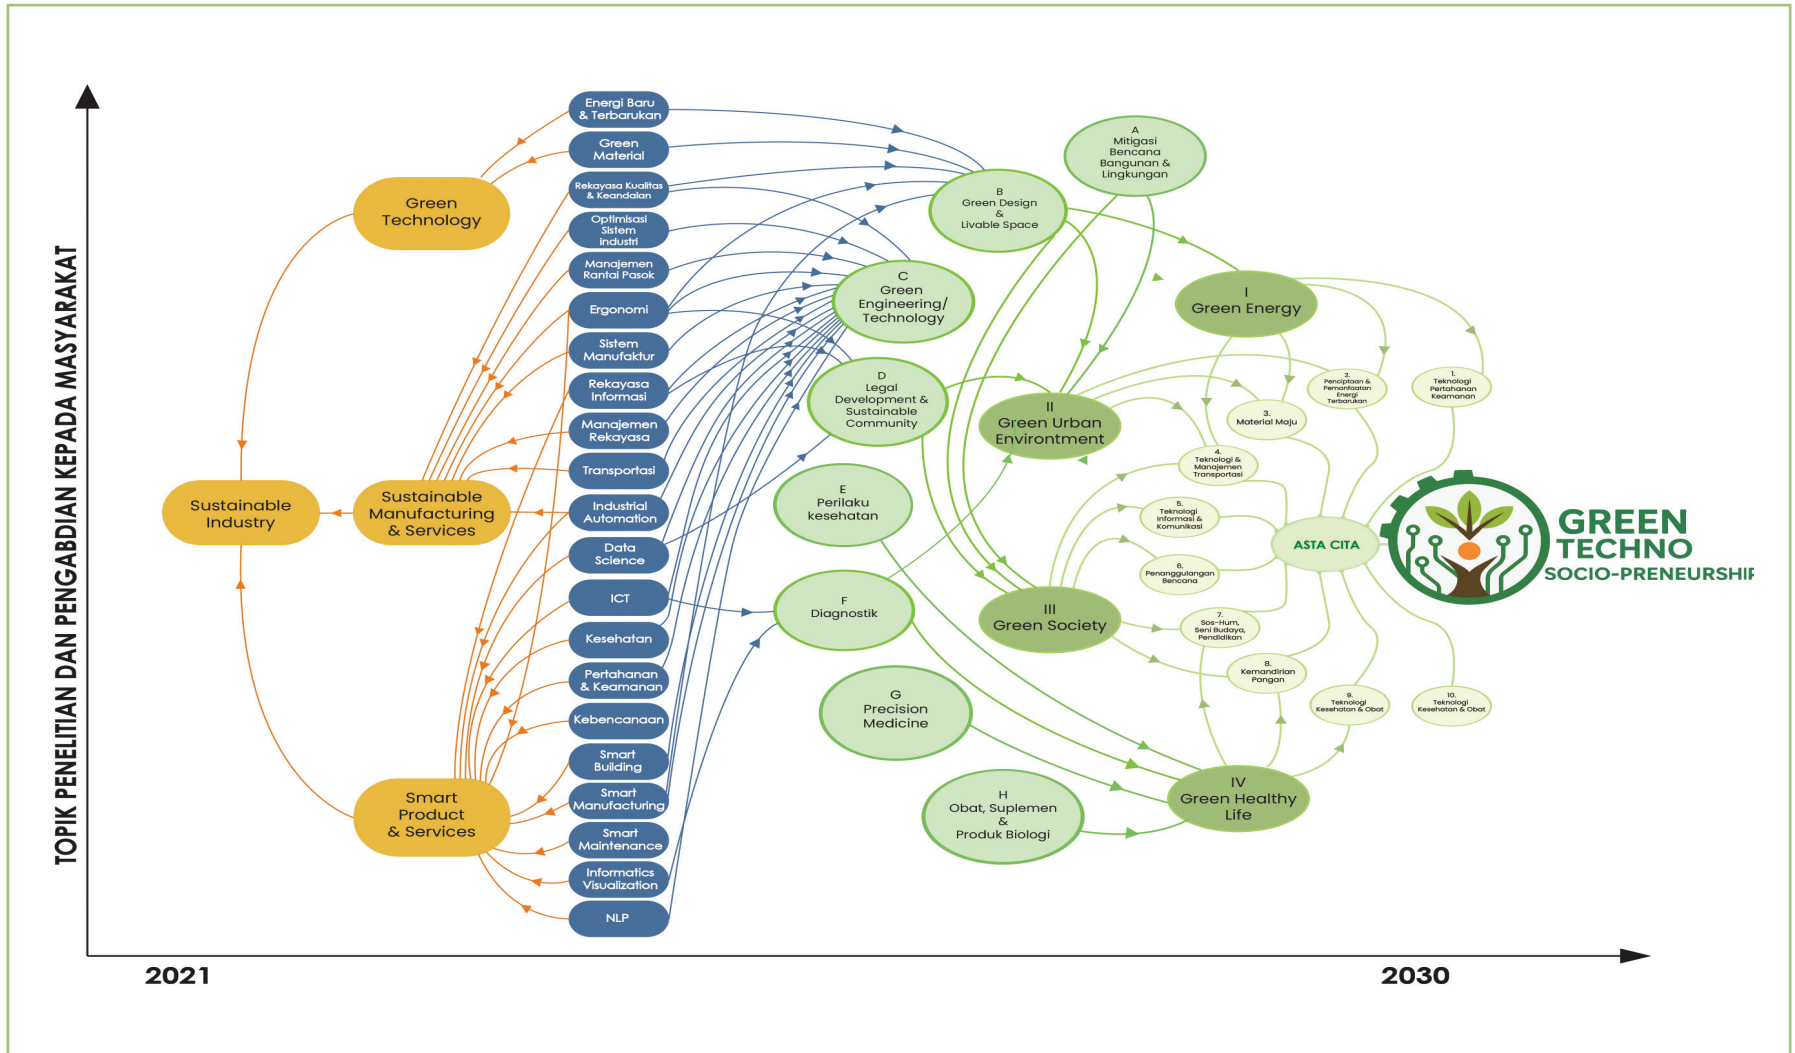 TOPIK PENELITIAN DAN PENGABDIAN KEPADA MASYARAKAT
Sustainable
Industry
Green
Technology
Sustainable
Manufacturing
& Services
Smart
Product
& Services
Energi Baru
& Terbarukan
Green
Material
Rekayasa Kualitas
& Keandalan
Optimisasi
Sistem
industri
Manajemen
Rantai Pasok
Ergonomi
Sistem
Manufaktur
Rekayasa
Informasi
Manajemen
Rekayasa
Transportasi
Industrial
Automation
Data
Science
ICT
Kesehatan
Pertahanan
& Keamanan
Kebencanaan
Smart
Building
Smart
Manufacturing
Smart
Maintenance
Informatics
Visualization
NLP
A
Mitigasi
Bencana
Bangunan &
Lingkungan
B
Green Design
&
Livable Space
C
Green
Engineering/
Technology
D
Legal
Development &
Sustainable
Community
E
Perilaku
kesehatan
F
Diagnostik
G
Precision
Medicine
H
Obat, Suplemen
&
Produk Biologi
I
Green Energy
II
Green Urban
Environtment
III
Green Society
IV
Green Healthy
Life
1.
Teknologi
Pertahanan
Keamanan
2.
Penciptaan &
Pemanfaatan
Energi
Terbarukan
3.
Material Maju
4.
Teknologi &
Manajemen
Transportasi
5.
Teknologi
Informasi &
Komunikasi
6.
Penanggulangan
Bencana
7.
Sos-Hum,
Seni Budaya,
Pendidikan
8.
Kemandirian
Pangan
9.
Teknologi
Kesehatan & Obat
10.
Teknologi
Kesehatan & Obat
ASTA CITA
GREEN
TECHNO
SOCIO-PRENEURSHIP
2021
2030